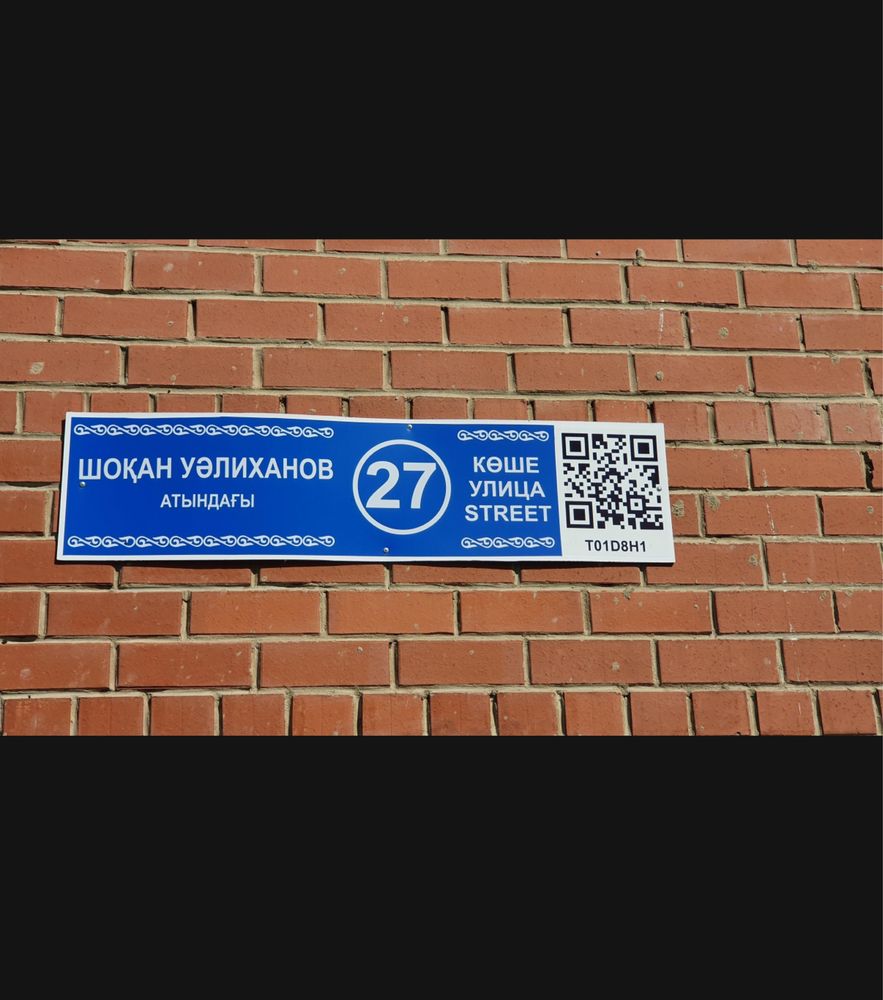 ШОҚАН УӘЛИХАНОВ
АТЫНДАҒЫ
27
КӨШЕ
УЛИЦА
STREET
T01D8H1